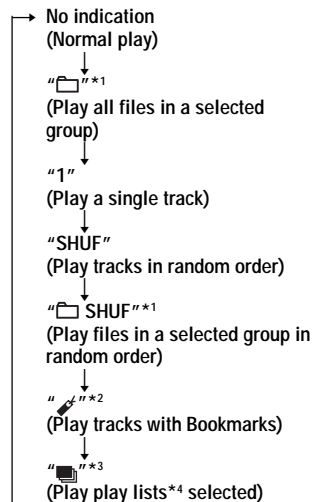 No indication
(Normal play)
“ ”*1
(Play all files in a selected
group)
“1”
(Play a single track)
“SHUF”
(Play tracks in random order)
“ SHUF”*1
(Play files in a selected group in
random order)
“ ”*2
(Play tracks with Bookmarks)
“ ”*3
(Play play lists*4 selected)